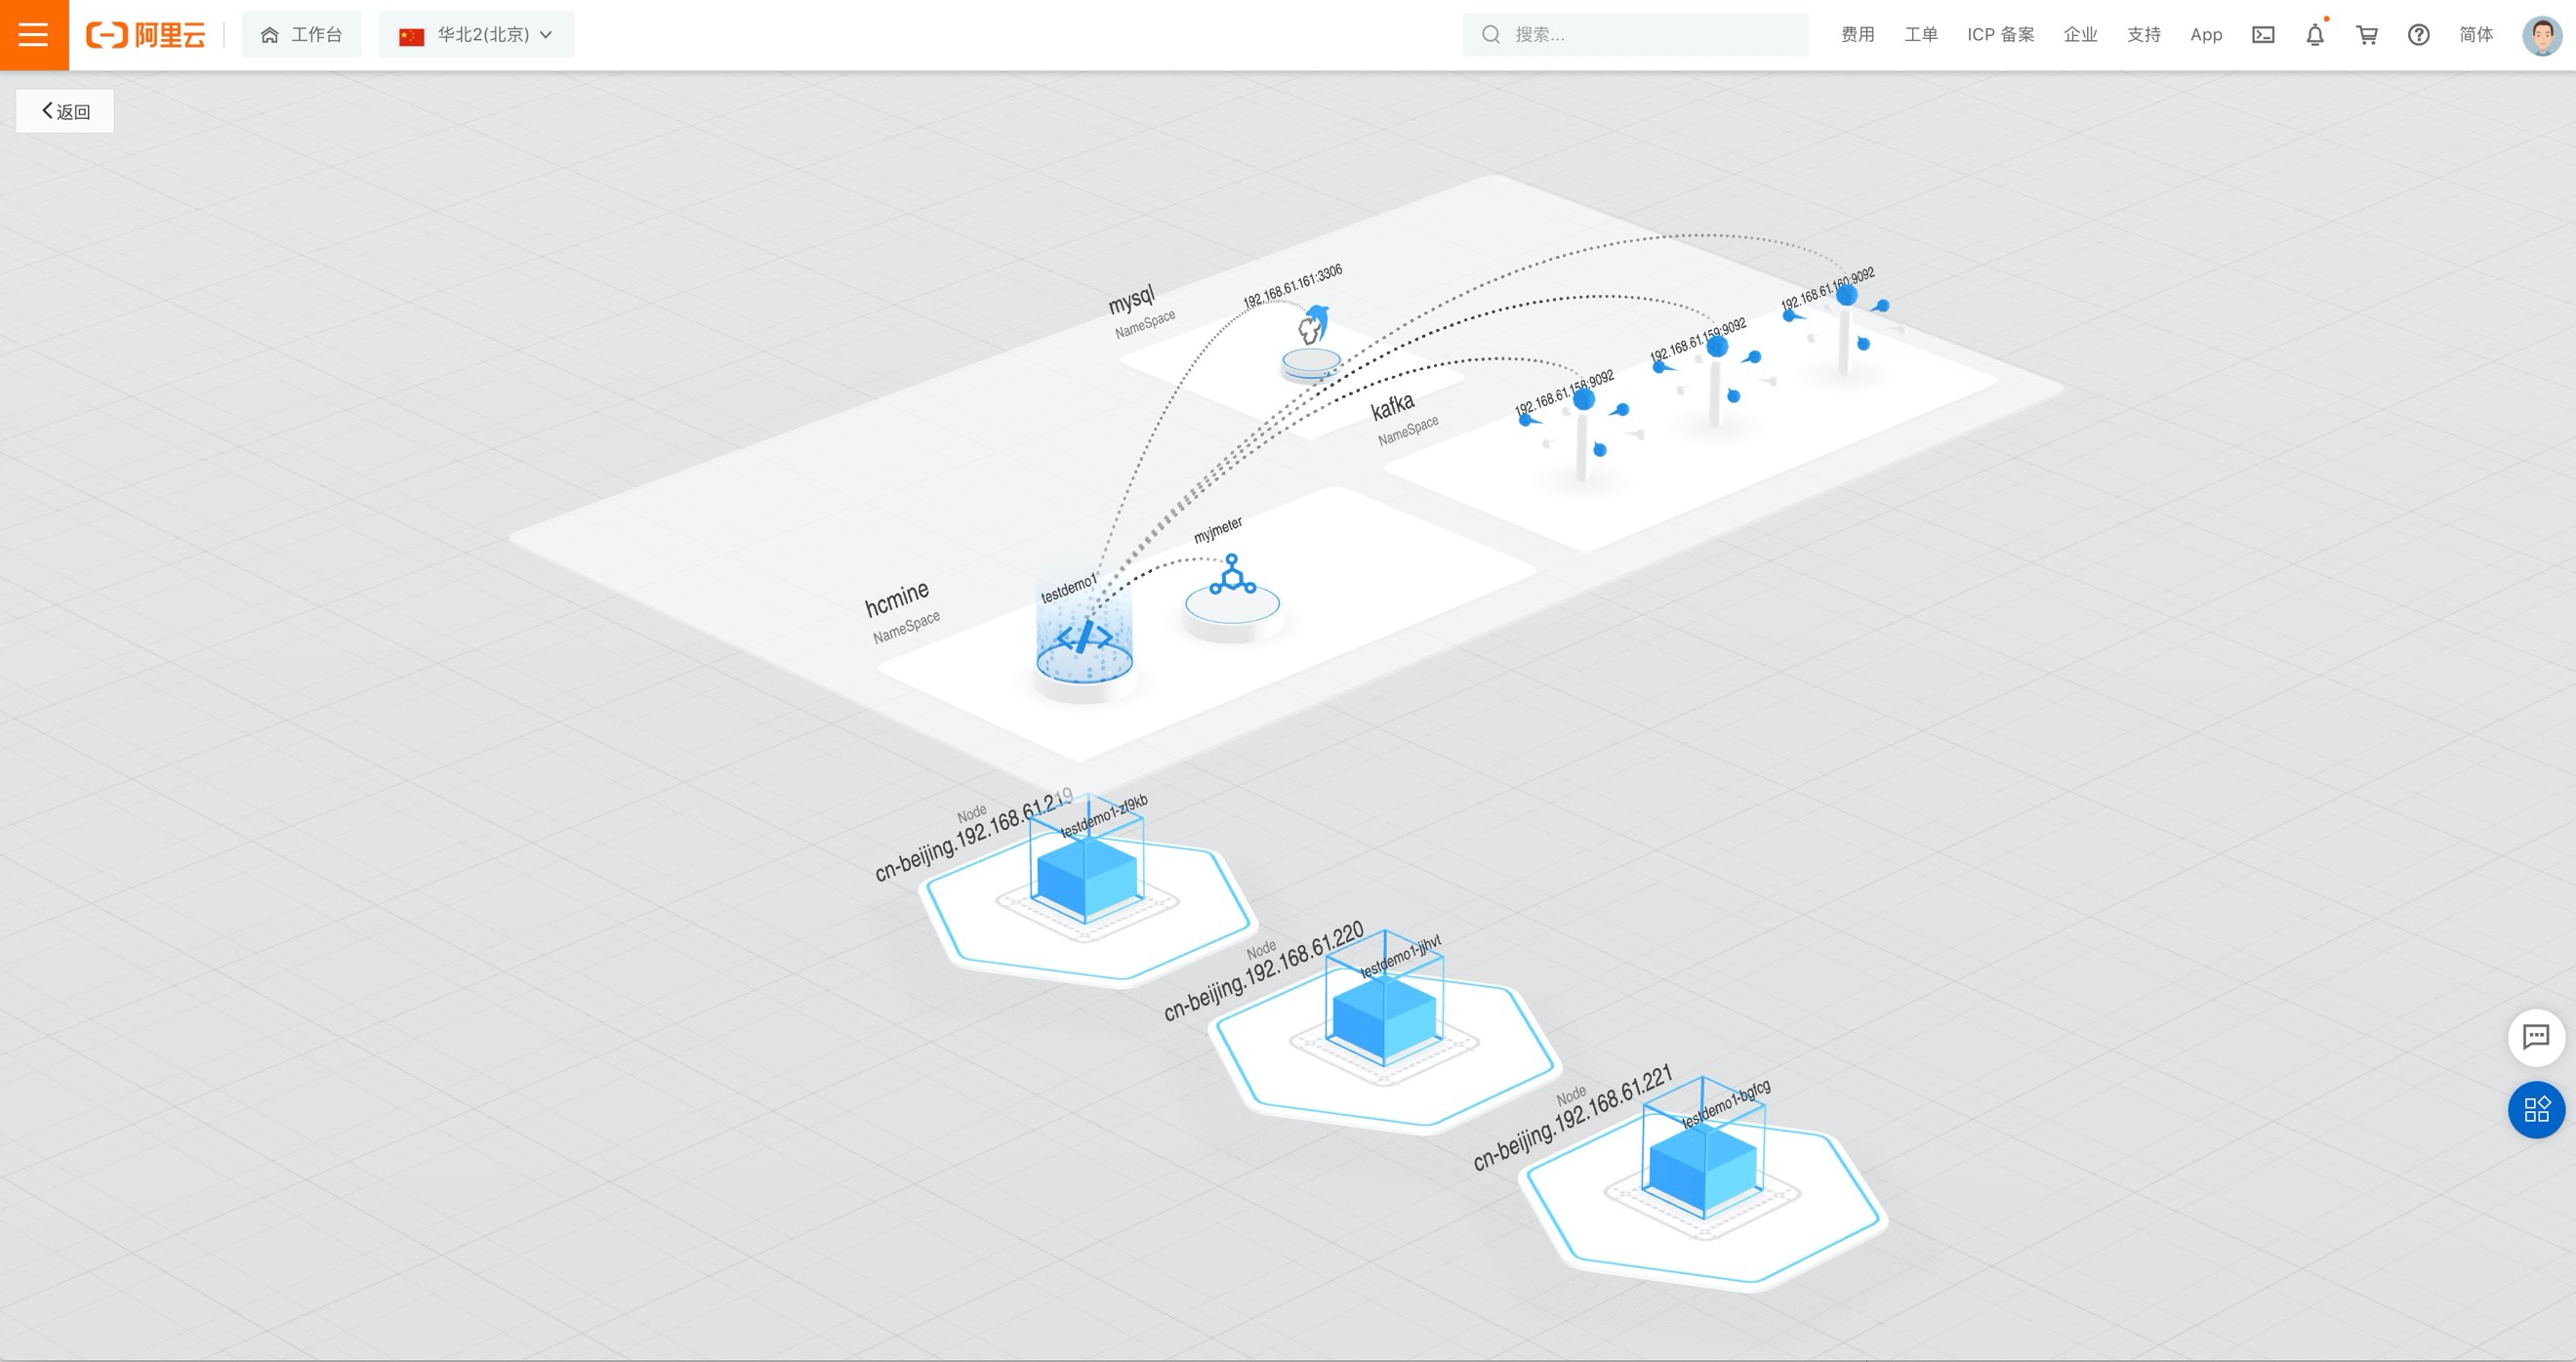 阿里云
工作台
华北2(北京)
搜索...
费用
工单
ICP 备案
企业
支持
App
简体
返回
mysql
NameSpace
192.168.61.161:3306
kafka
NameSpace
192.168.61.158:9092
192.168.61.159:9092
192.168.61.160:9092
hcmine
NameSpace
testdemo1
myjmeter
Node
cn-beijing.192.168.61.219
testdemo1-zf9kb
Node
cn-beijing.192.168.61.220
testdemo1-jjhvt
Node
cn-beijing.192.168.61.221
testdemo1-bgfcg